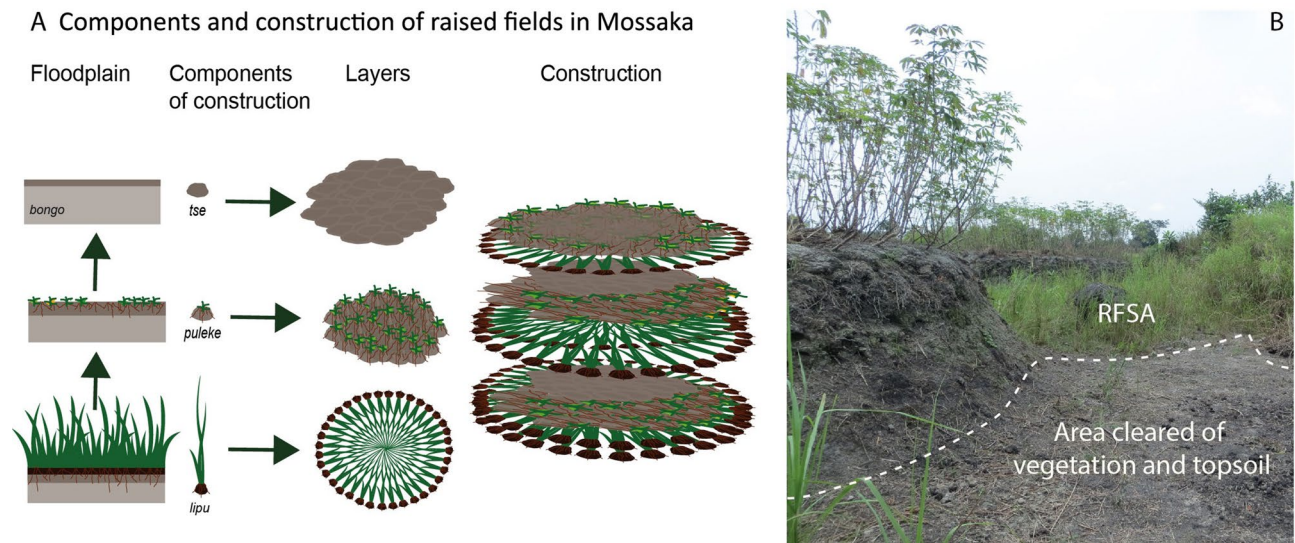 A Components and construction of raised fields in Mossaka
Floodplain
Components
of construction
Layers
Construction
bongo
tse
puleke
lipu
B
RFSA
Area cleared of
vegetation and topsoil